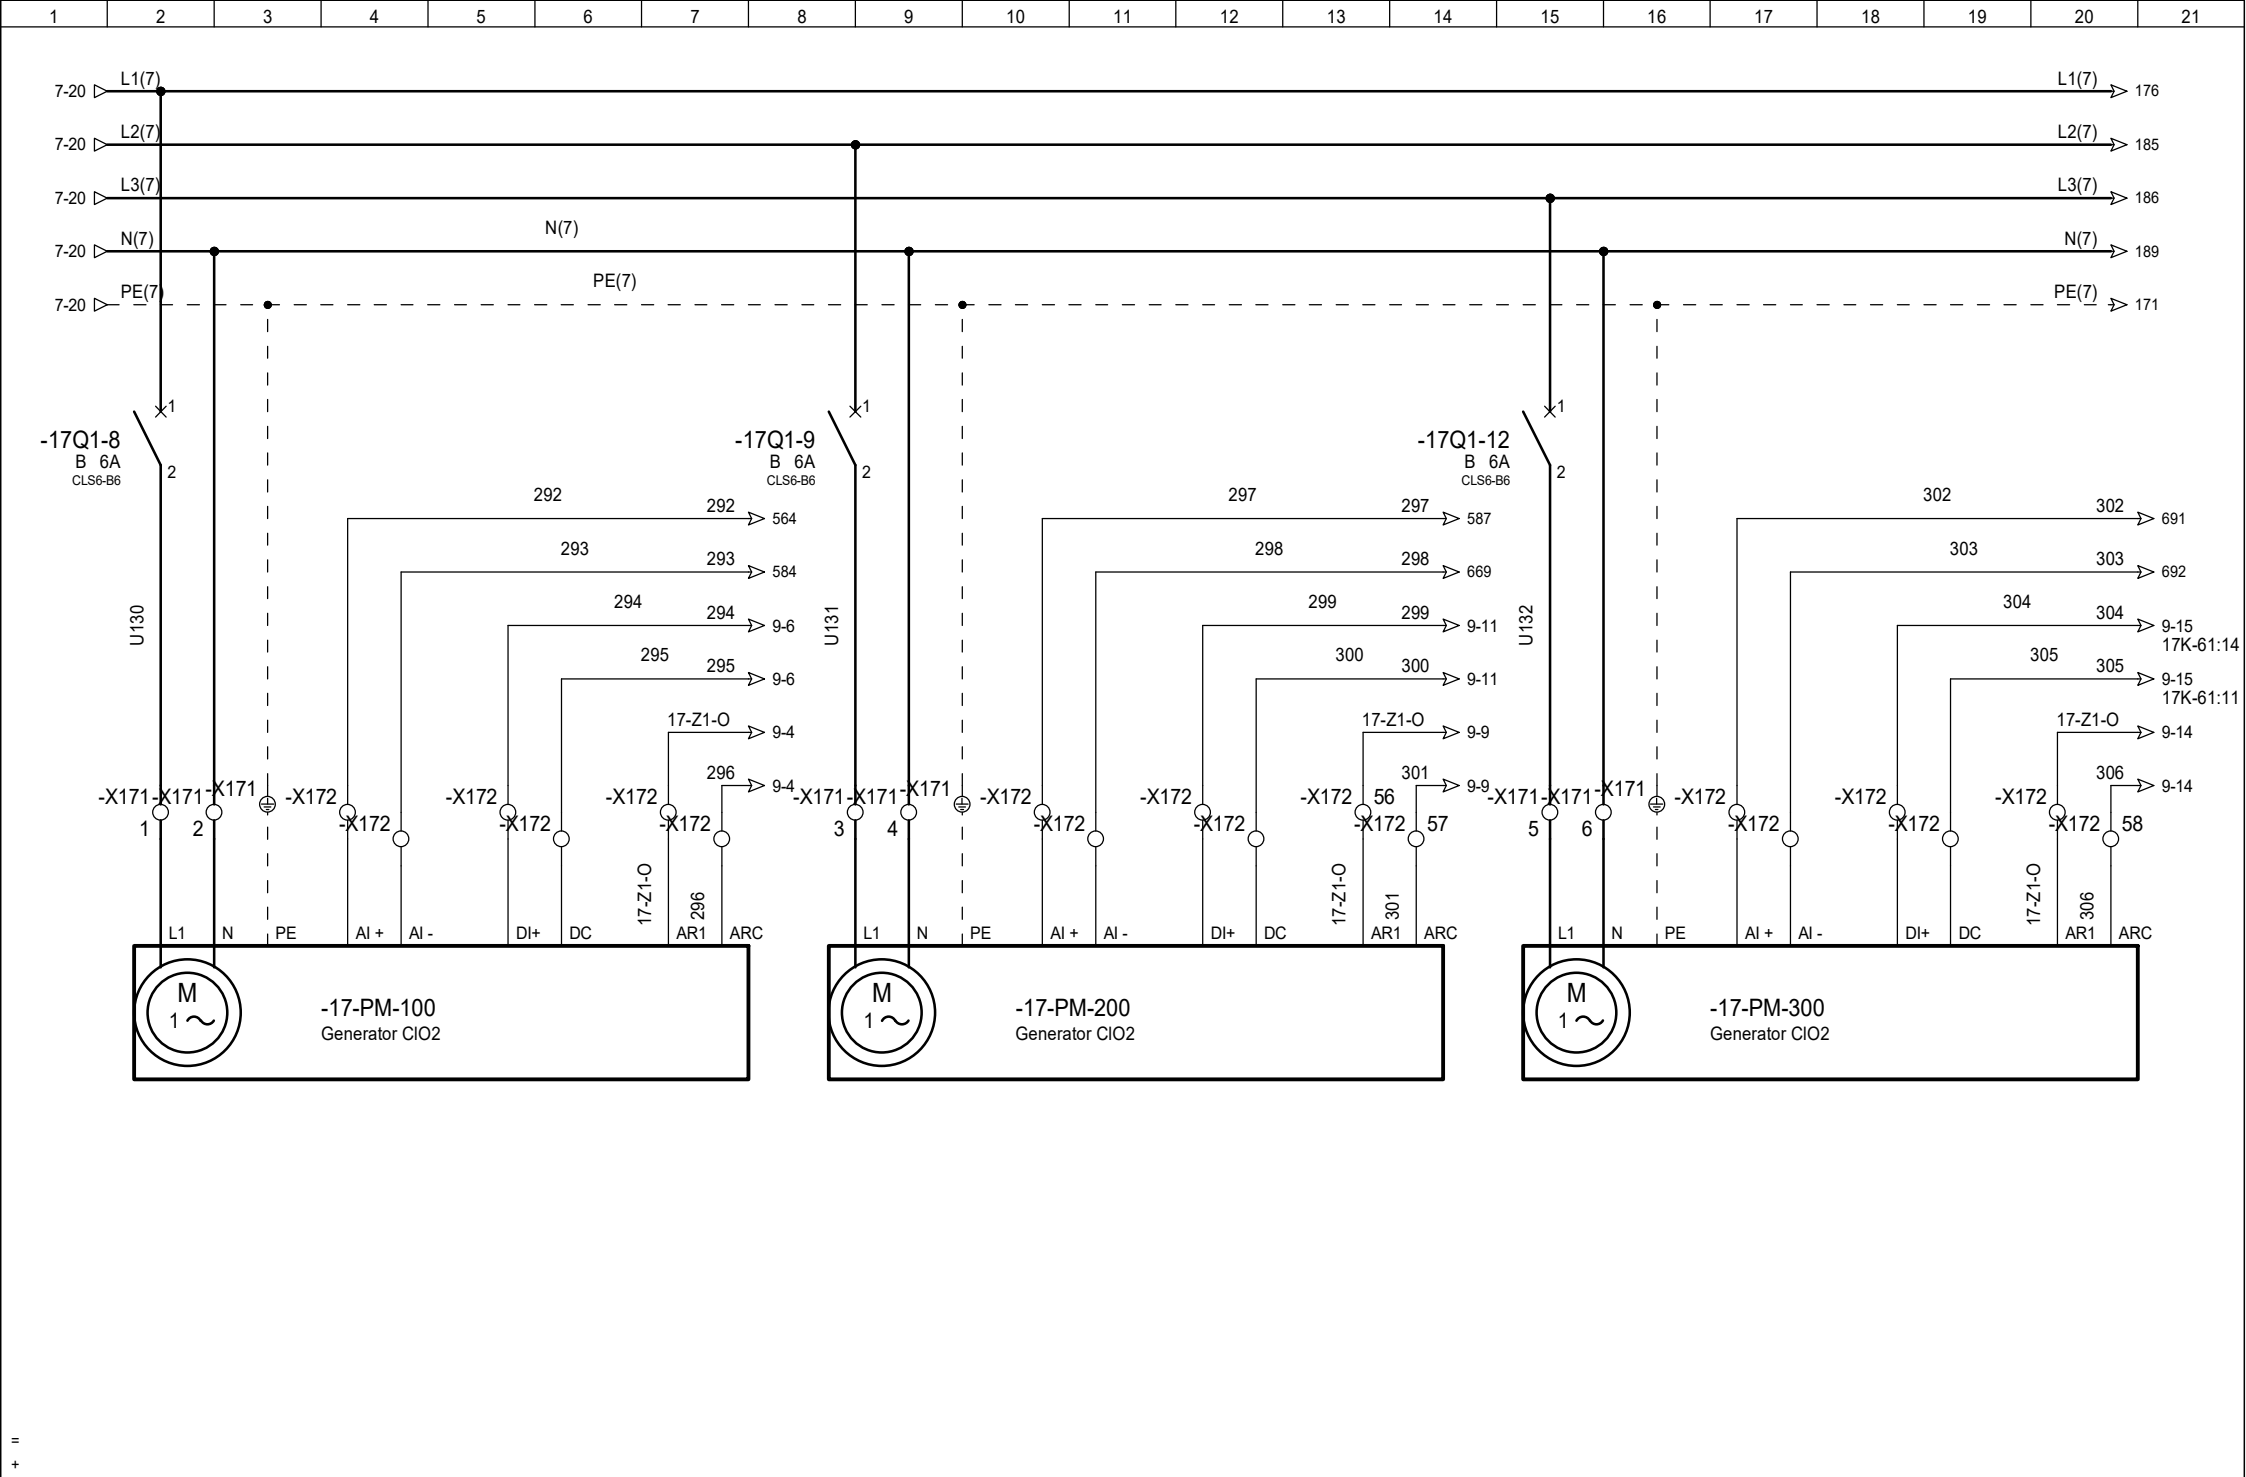 1 2 3 4 5 6 7 8 9 10 11 12 13 14 15 16 17 18 19 20 21
L1(7) L1(7)
7-20 176
L2(7) L2(7)
7-20 185
L3(7) L3(7)
7-20 186
N(7) N(7) N(7)
7-20 189
PE(7) PE(7) PE(7)
7-20 171
1 1 1
-17Q1-8 -17Q1-9 -17Q1-12
B 6A B 6A B 6A
2 2 2
CLS6-B6 CLS6-B6 CLS6-B6
292 297 302
292 564 297 587 302 691
293 298 303
293 584 298 669 303 692
294 299 304
294 9-6 299 9-11 304 9-15
17K-61:14
U130 U131 U132
295 300 305
295 9-6 300 9-11 305 9-15
17K-61:11
17-Z1-O 9-4 17-Z1-O 9-9 17-Z1-O 9-14
296 9-4 301 9-9 306 9-14
-X171 -X171 -X171 -X172 -X172 -X172 -X171 -X171 -X171 -X172 -X172 -X172 56 -X171 -X171 -X171 -X172 -X172 -X172
1 2 -X172 -X172 -X172 3 4 -X172 -X172 -X172 57 5 6 -X172 -X172 -X172 58
17-Z1-O 296 17-Z1-O 301 17-Z1-O 306
L1 N PE AI + AI - DI+ DC AR1 ARC L1 N PE AI + AI - DI+ DC AR1 ARC L1 N PE AI + AI - DI+ DC AR1 ARC
M -17-PM-100 M -17-PM-200 M -17-PM-300
1 Generator ClO2 1 Generator ClO2 1 Generator ClO2
=
+